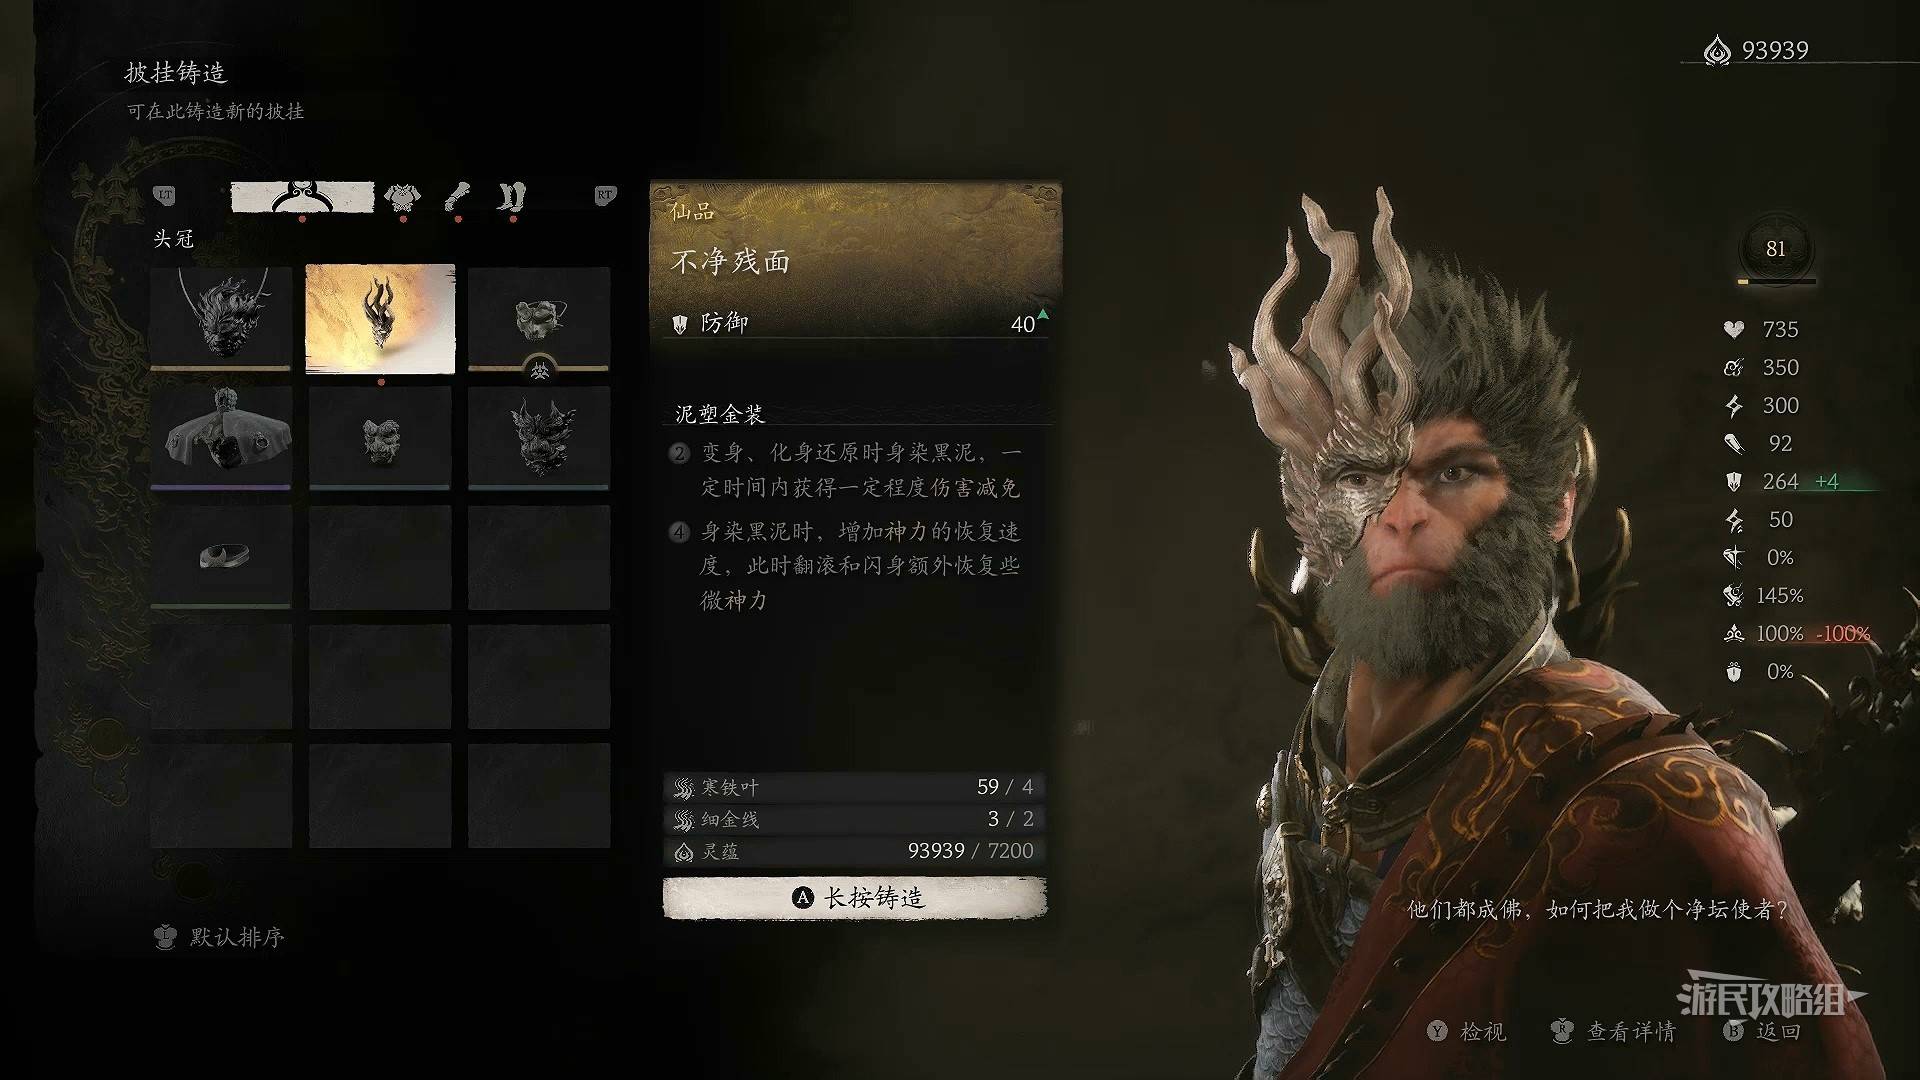 披挂铸造
可在此铸造新的披挂
93939
LT
RT
头冠
仙品
不净残面
防御 40
泥塑金装
2 变身、化身还原时身染黑泥，一
定时间内获得一定程度伤害减免
4 身染黑泥时，增加神力的恢复速
度，此时翻滚和闪身额外恢复些
微神力
寒铁叶 59 / 4
细金线 3 / 2
灵蕴 93939 / 7200
A 长按铸造
默认排序
81
735
350
300
92
264 +4
50
0%
145%
100% -100%
0%
他们都成佛，如何把我做个净坛使者？
游民攻略组
Y 检视 R 查看详情 B 返回